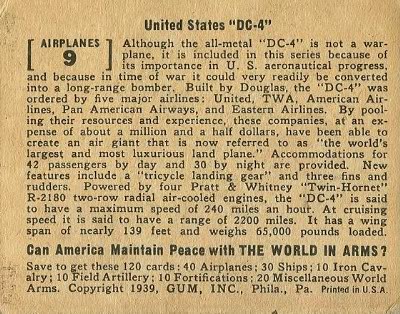 United States "DC-4"
[ AIRPLANES 9 ] Although the all-metal "DC-4" is not a war-
plane, it is included in this series because of
its importance in U. S. aeronautical progress,
and because in time of war it could very readily be converted
into a long-range bomber. Built by Douglas, the "DC-4" was
ordered by five major airlines: United, TWA, American Air-
lines, Pan American Airways, and Eastern Airlines. By pool-
ing their resources and experience, these companies, at an ex-
pense of about a million and a half dollars, have been able to
create an air giant that is now referred to as "the world's
largest and most luxurious land plane." Accommodations for
42 passengers by day and 30 by night are provided. New
features include a "tricycle landing gear" and three fins and
rudders. Powered by four Pratt & Whitney "Twin-Hornet"
R-2180 two-row radial air-cooled engines, the "DC-4" is said
to have a maximum speed of 240 miles an hour. At cruising
speed it is said to have a range of 2200 miles. It has a wing
span of nearly 139 feet and weighs 65,000 pounds loaded.
Can America Maintain Peace with THE WORLD IN ARMS?
Save to get these 120 cards: 40 Airplanes; 30 Ships; 10 Iron Cav-
alry; 10 Field Artillery; 10 Fortifications; 20 Miscellaneous World
Arms. Copyright 1939, GUM, INC., Phila., Pa. Printed in U.S.A.